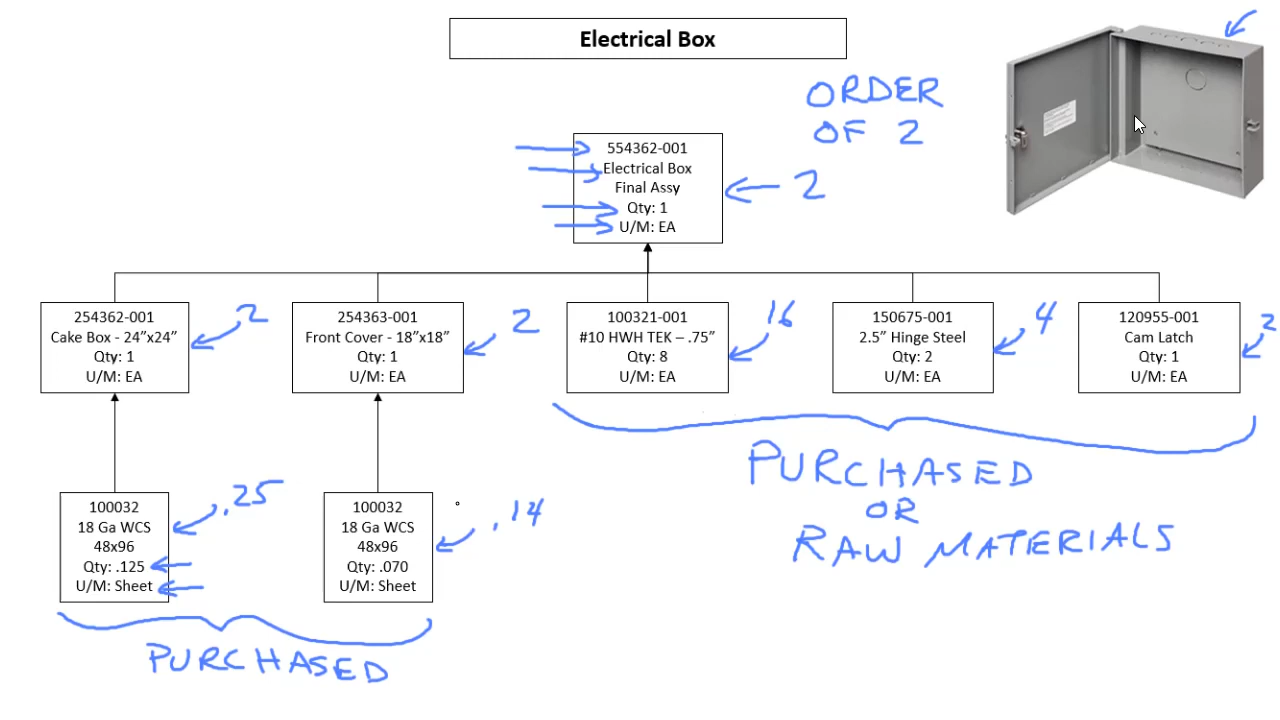 Electrical Box
ORDER
OF 2
554362-001
Electrical Box
Final Assy
Qty: 1
U/M: EA
2
254362-001
Cake Box - 24”x24”
Qty: 1
U/M: EA
2
254363-001
Front Cover - 18”x18”
Qty: 1
U/M: EA
2
100321-001
#10 HWH TEK – .75”
Qty: 8
U/M: EA
16
150675-001
2.5” Hinge Steel
Qty: 2
U/M: EA
4
120955-001
Cam Latch
Qty: 1
U/M: EA
2
PURCHASED
OR
RAW MATERIALS
100032
18 Ga WCS
48x96
Qty: .125
U/M: Sheet
.25
100032
18 Ga WCS
48x96
Qty: .070
U/M: Sheet
.14
PURCHASED